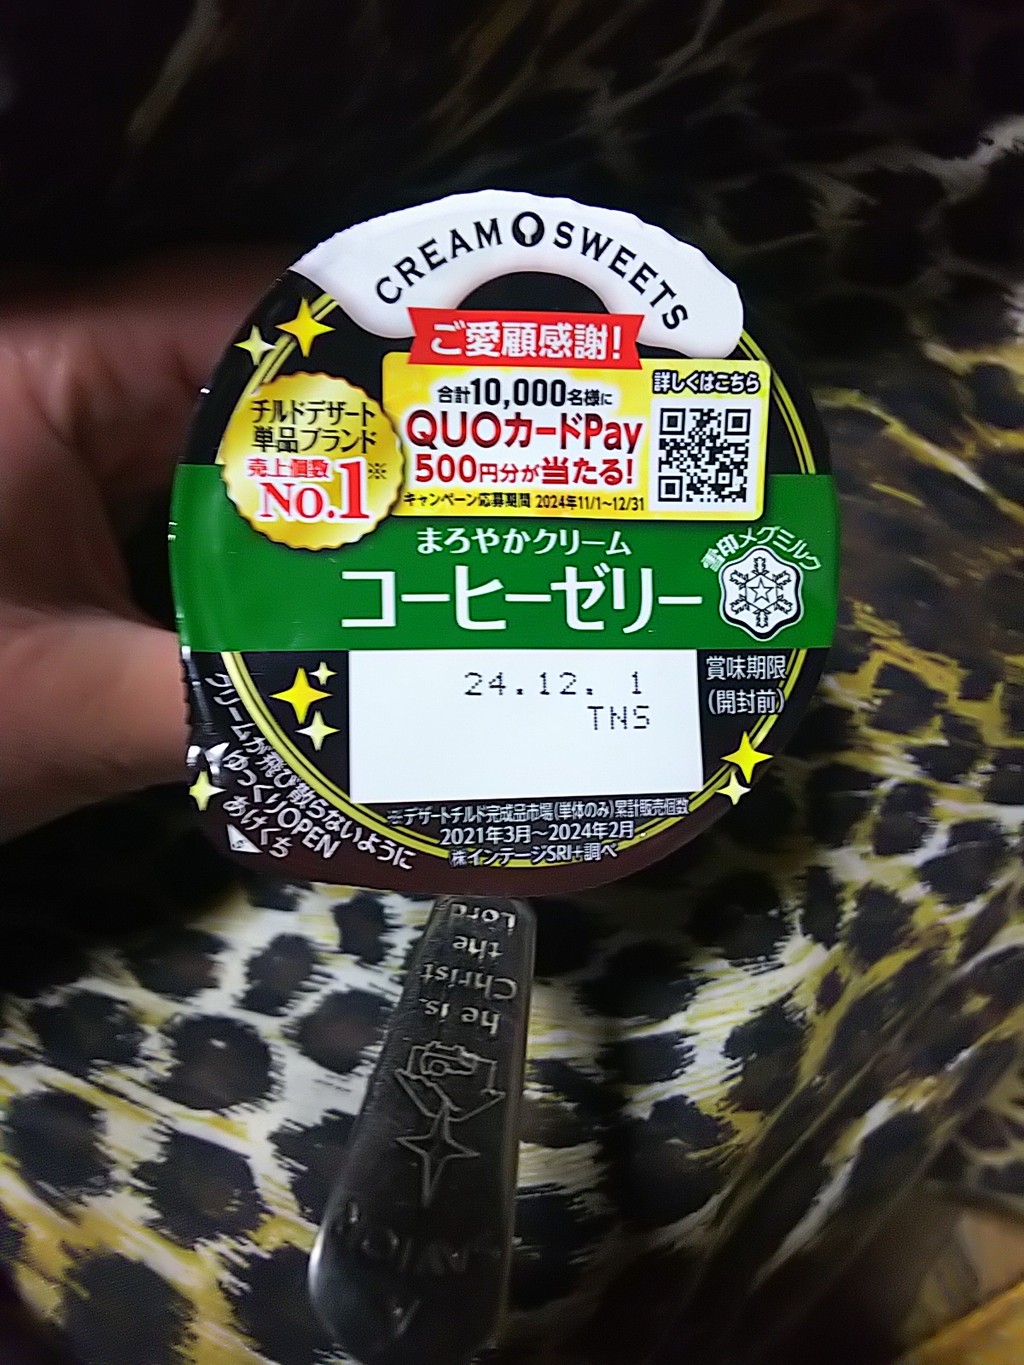 CREAM SWEETS
ご愛顧感謝!
合計10,000名様に
QUOカードPay
500円分が当たる!
キャンペーン応募期間 2024年11/1~12/31
詳しくはこちら
チルドデザート
単品ブランド
売上個数※
No.1
まろやかクリーム
コーヒーゼリー
雪印メグミルク
24.12. 1
TNS
賞味期限
(開封前)
クリームが飛び散らないように
ゆっくりOPEN
あけくち
※デザートチルド完成品市場(単体のみ)累計販売個数
2021年3月~2024年2月
㈱インテージSRI+調べ
Lord
the
Christ
he is